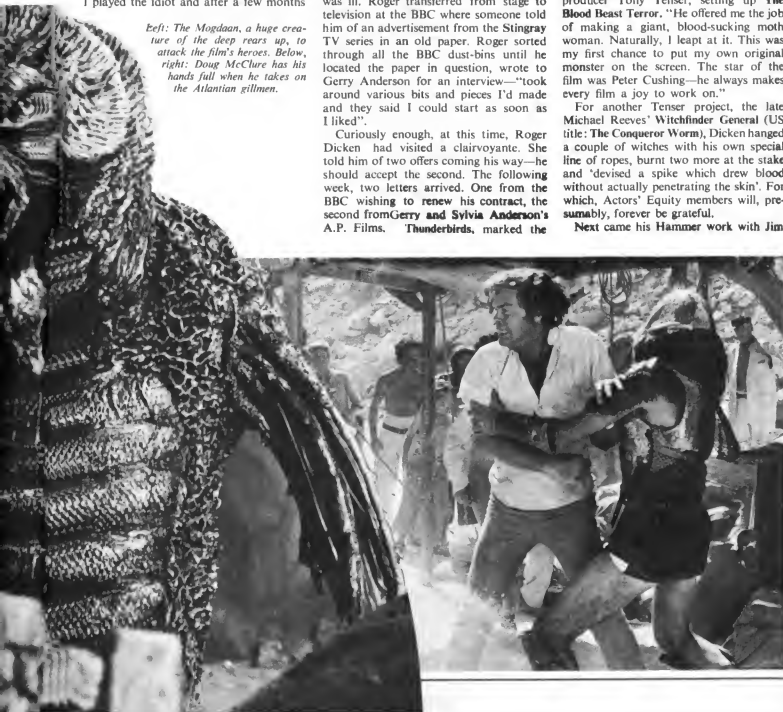 I played the idiot and after a few months
Left: The Mogdaan, a huge crea-
ture of the deep rears up, to
attack the film's heroes. Below,
right: Doug McClure has his
hands full when he takes on
the Atlantian gillmen.
was ill. Roger transferred from stage to
television at the BBC where someone told
him of an advertisement from the Stingray
TV series in an old paper. Roger sorted
through all the BBC dust-bins until he
located the paper in question, wrote to
Gerry Anderson for an interview—"took
around various bits and pieces I'd made
and they said I could start as soon as
I liked".
Curiously enough, at this time, Roger
Dicken had visited a clairvoyante. She
told him of two offers coming his way—he
should accept the second. The following
week, two letters arrived. One from the
BBC wishing to renew his contract, the
second fromGerry and Sylvia Anderson's
A.P. Films. Thunderbirds, marked the
producer Tony Tenser, setting up The
Blood Beast Terror. "He offered me the job
of making a giant, blood-sucking moth
woman. Naturally, I leapt at it. This was
my first chance to put my own original
monster on the screen. The star of the
film was Peter Cushing—he always makes
every film a joy to work on."
For another Tenser project, the late
Michael Reeves' Witchfinder General (US
title: The Conqueror Worm), Dicken hanged
a couple of witches with his own special
line of ropes, burnt two more at the stake
and 'devised a spike which drew blood
without actually penetrating the skin'. For
which, Actors' Equity members will, pre-
sumably, forever be grateful.
Next came his Hammer work with Jim